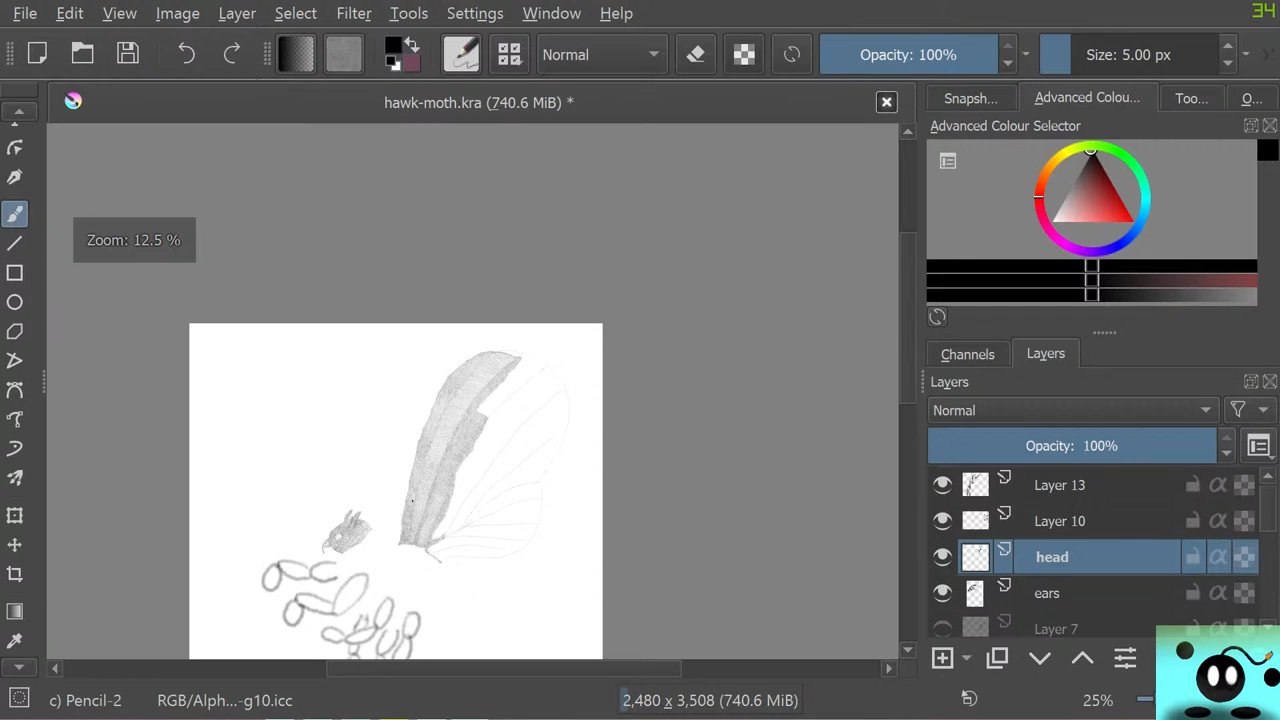 File Edit View Image Layer Select Filter Tools Settings Window Help
34
Normal
Opacity: 100%
Size: 5.00 px
hawk-moth.kra (740.6 MiB) *
Snapsh... Advanced Colou... Too... O...
Advanced Colour Selector
Zoom: 12.5 %
Channels Layers
Layers
Normal
Opacity: 100%
Layer 13
Layer 10
head
ears
Layer 7
c) Pencil-2
RGB/Alph...-g10.icc
2,480 x 3,508 (740.6 MiB)
25%